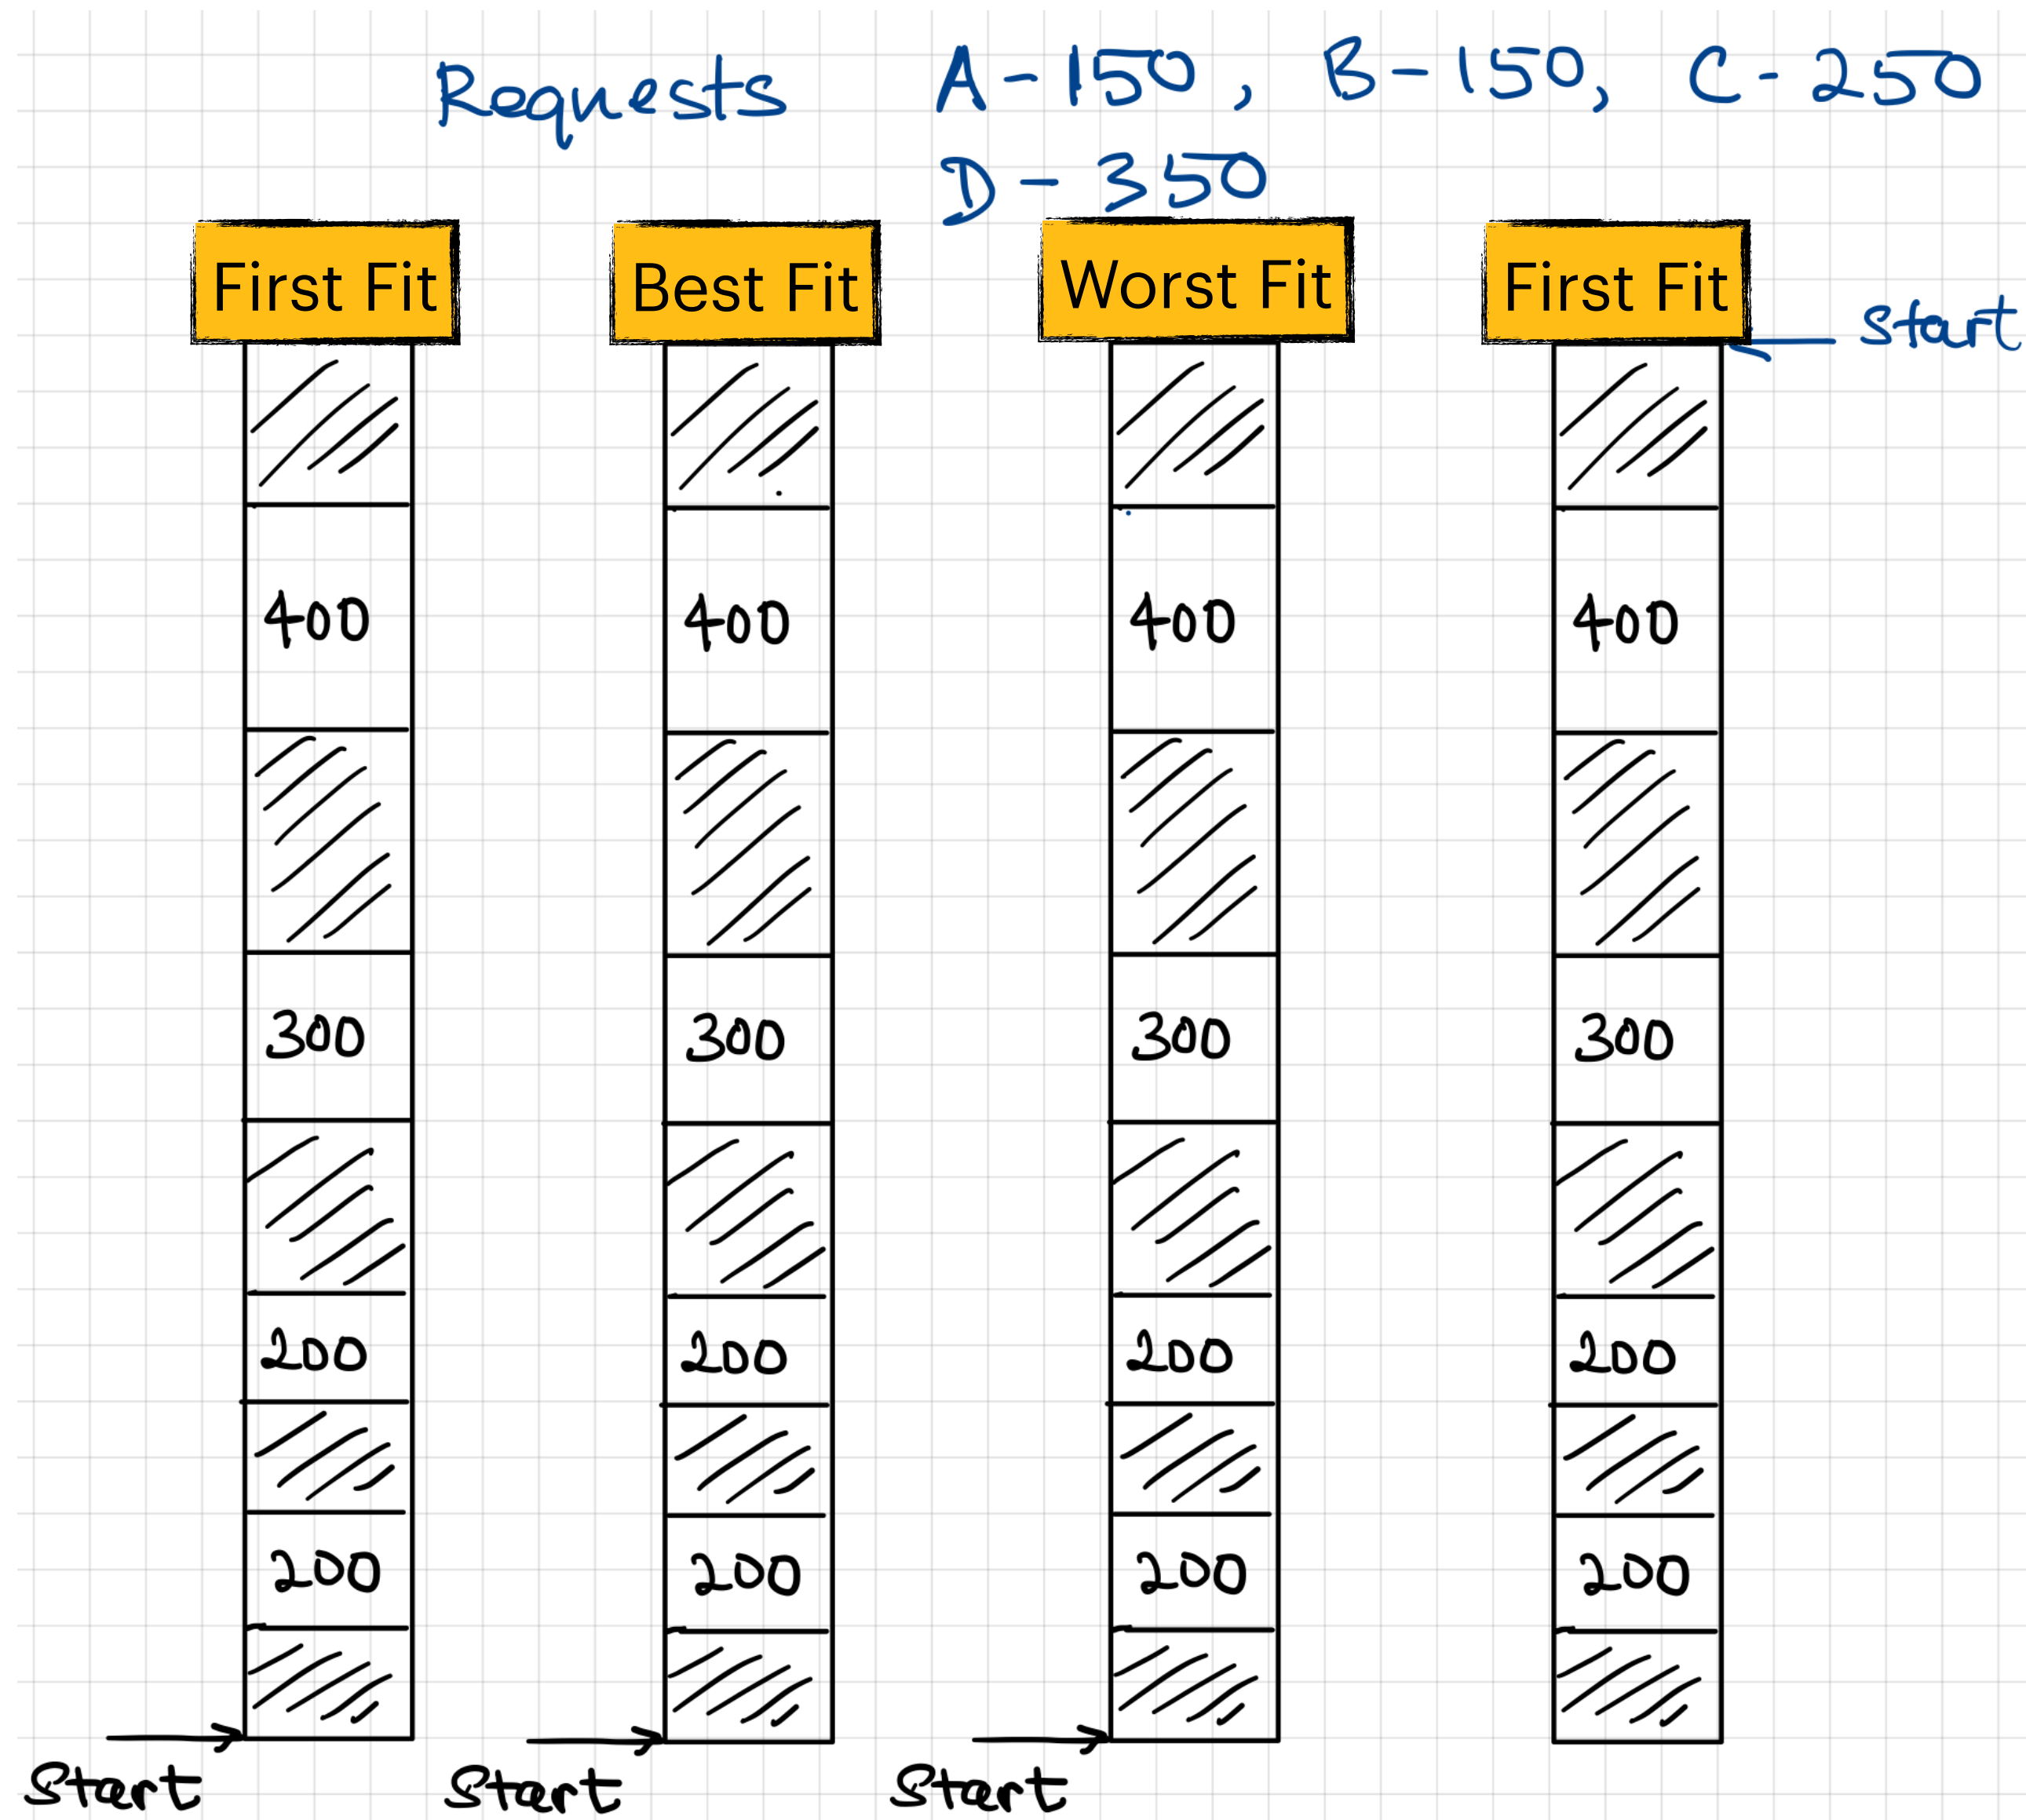 Requests A-150, B-150, C-250
D-350
First Fit Best Fit Worst Fit First Fit
start
400 400 400 400
300 300 300 300
200 200 200 200
200 200 200 200
Start Start Start